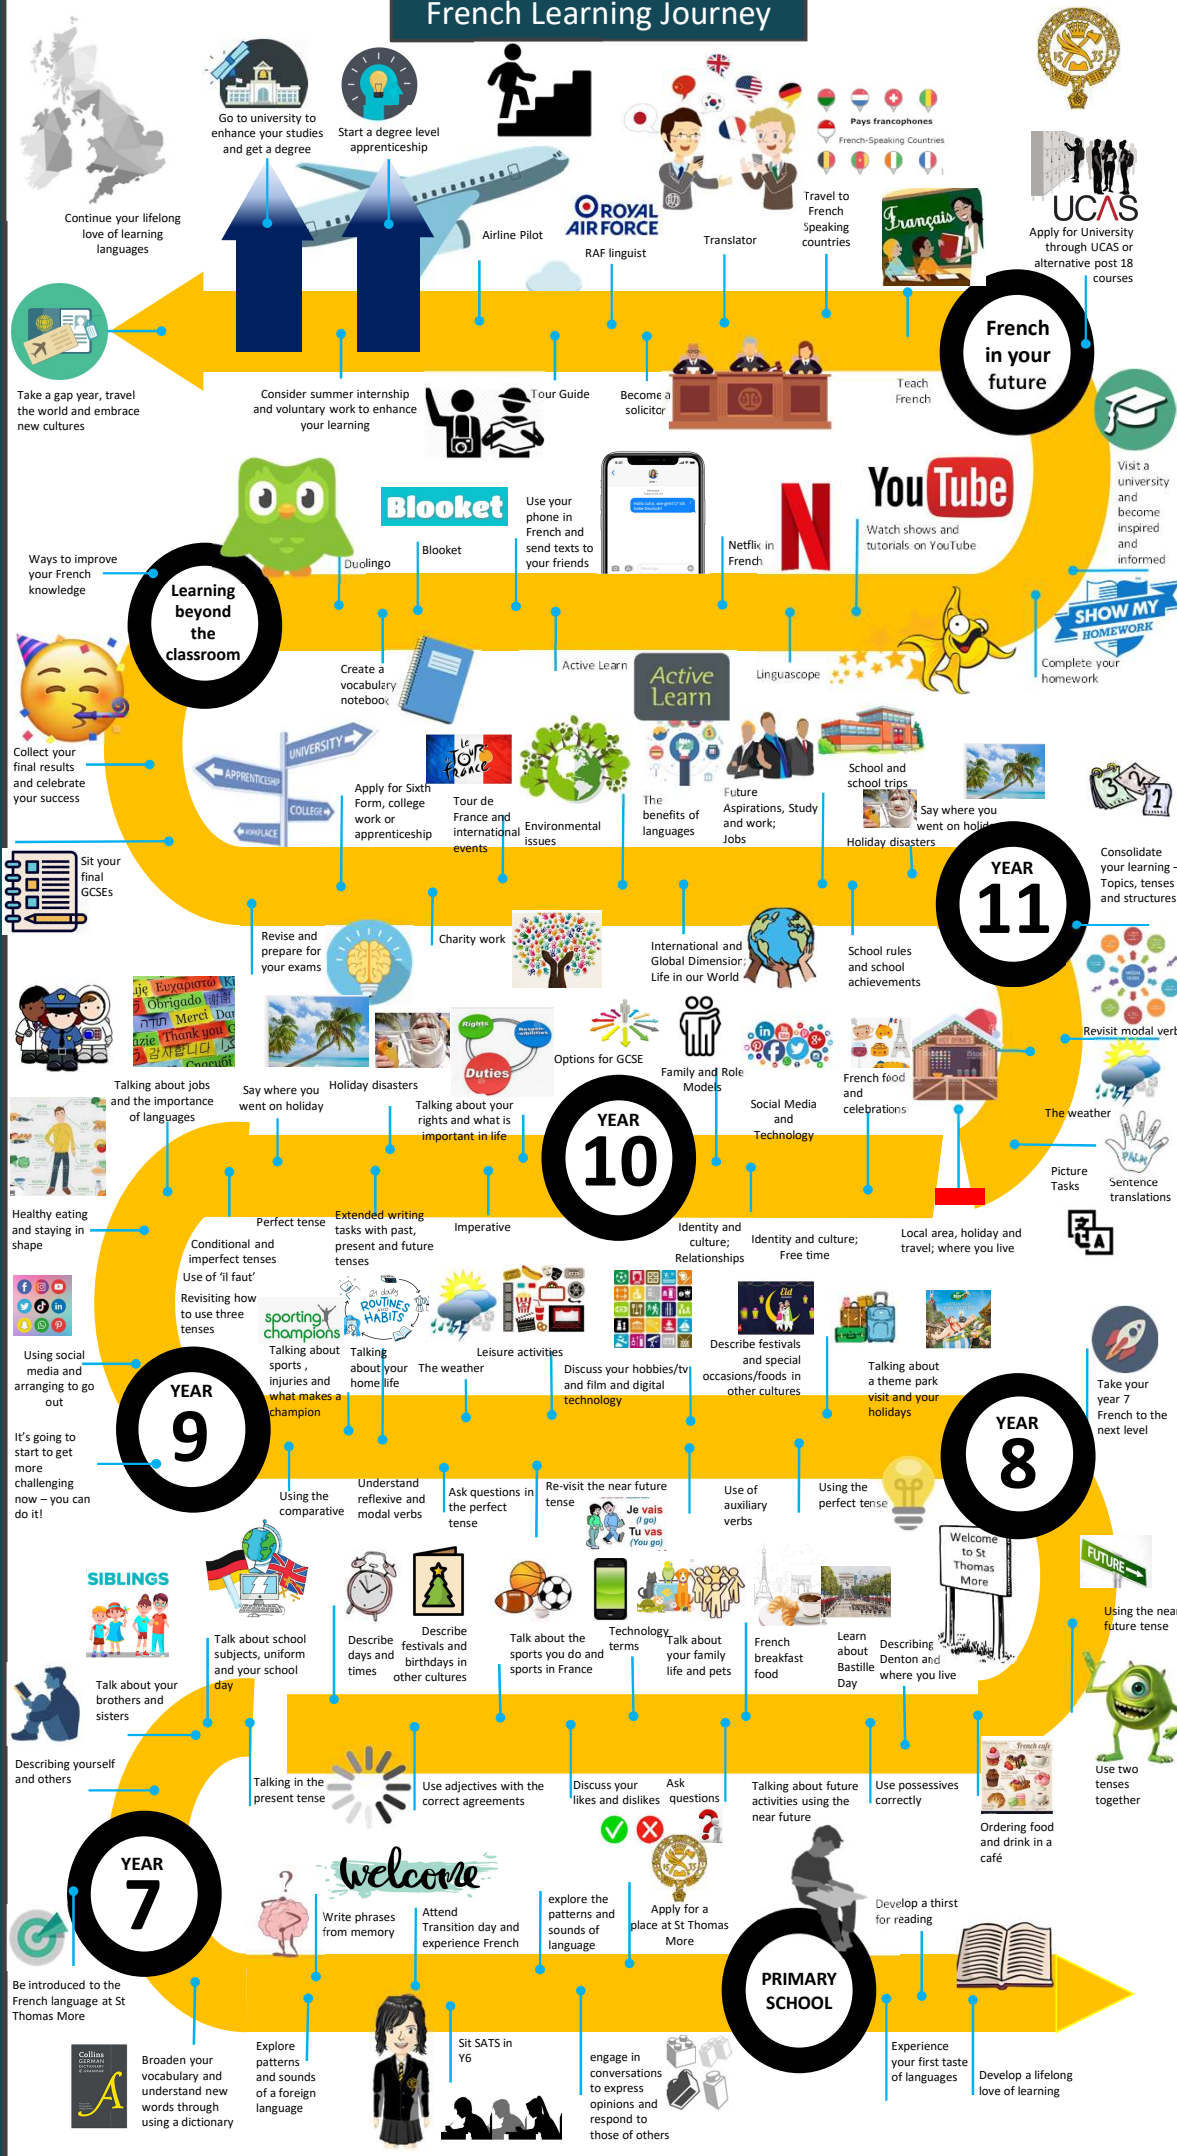 French Learning Journey
Go to university to
enhance your studies
and get a degree
Start a degree level
apprenticeship
Continue your lifelong
love of learning
languages
Airline Pilot
ROYAL
AIR FORCE
RAF linguist
Translator
Pays francophones
French-Speaking Countries
Travel to
French
Speaking
countries
Français
UCAS
Apply for University
through UCAS or
alternative post 18
courses
French
in your
future
Take a gap year, travel
the world and embrace
new cultures
Consider summer internship
and voluntary work to enhance
your learning
Tour Guide
Become a
solicitor
Teach
French
Visit a
university
and
become
inspired
and
informed
Ways to improve
your French
knowledge
Learning
beyond
the
classroom
Duolingo
Blooket
Blooket
Use your
phone in
French and
send texts to
your friends
Netflix in
French
YouTube
Watch shows and
tutorials on YouTube
SHOW MY
HOMEWORK
Complete your
homework
Create a
vocabulary
notebook
Active Learn
Active
Learn
Linguascope
Collect your
final results
and celebrate
your success
UNIVERSITY
APPRENTICESHIP
COLLEGE
WORKPLACE
Apply for Sixth
Form, college
work or
apprenticeship
le
TOUR
France
Tour de
France and
international
events
Environmental
issues
The
benefits of
languages
Future
Aspirations, Study
and work;
Jobs
School and
school trips
Holiday disasters
Say where you
went on holid
3 2 1
YEAR
11
Consolidate
your learning –
Topics, tenses
and structures
Sit your
final
GCSEs
Revise and
prepare for
your exams
Charity work
International and
Global Dimension;
Life in our World
School rules
and school
achievements
MODAL
VERBS
Revisit modal verb
Ευχαριστώ
Obrigado
תודה Merci
Thank you
감사합니다
Talking about jobs
and the importance
of languages
Say where you
went on holiday
Holiday disasters
Rights
Duties
Talking about your
rights and what is
important in life
Options for GCSE
YEAR
10
Family and Role
Models
Social Media
and
Technology
French food
and
celebrations
HOT DRINKS
The weather
Picture
Tasks
PALM
Sentence
translations
Healthy eating
and staying in
shape
Conditional and
imperfect tenses
Perfect tense
Extended writing
tasks with past,
present and future
tenses
Imperative
Identity and
culture;
Relationships
Identity and culture;
Free time
Local area, holiday and
travel; where you live
Use of ‘il faut’
Revisiting how
to use three
tenses
Using social
media and
arranging to go
out
sporting
champions
Talking about
sports ,
injuries and
what makes a
champion
21 daily
ROUTINES
and
HABITS
Talking
about your
home life
The weather
Leisure activities
Discuss your hobbies/tv
and film and digital
technology
Eid
Describe festivals
and special
occasions/foods in
other cultures
Talking about
a theme park
visit and your
holidays
Take your
year 7
French to the
next level
YEAR
9
YEAR
8
It’s going to
start to get
more
challenging
now – you can
do it!
Using the
comparative
Understand
reflexive and
modal verbs
Ask questions in
the perfect
tense
Re-visit the near future
tense
Je vais
(I go)
Tu vas
(You go)
Use of
auxiliary
verbs
Using the
perfect tense
Welcome
to St
Thomas
More
FUTURE
Using the near
future tense
SIBLINGS
Talk about school
subjects, uniform
and your school
day
Describe
days and
times
Describe
festivals and
birthdays in
other cultures
Talk about the
sports you do and
sports in France
Technology
terms
Talk about
your family
life and pets
French
breakfast
food
Learn
about
Bastille
Day
Describing
Denton and
where you live
Talk about your
brothers and
sisters
Describing yourself
and others
Talking in the
present tense
Use adjectives with the
correct agreements
Discuss your
likes and dislikes
Ask
questions
Talking about future
activities using the
near future
Use possessives
correctly
French café
Ordering food
and drink in a
café
Use two
tenses
together
YEAR
7
welcome
Write phrases
from memory
Attend
Transition day and
experience French
explore the
patterns and
sounds of
language
Apply for a
place at St Thomas
More
PRIMARY
SCHOOL
Develop a thirst
for reading
Be introduced to the
French language at St
Thomas More
Collins
GERMAN
DICTIONARY
Broaden your
vocabulary and
understand new
words through
using a dictionary
Explore
patterns
and sounds
of a foreign
language
Sit SATS in
Y6
engage in
conversations
to express
opinions and
respond to
those of others
Experience
your first taste
of languages
Develop a lifelong
love of learning